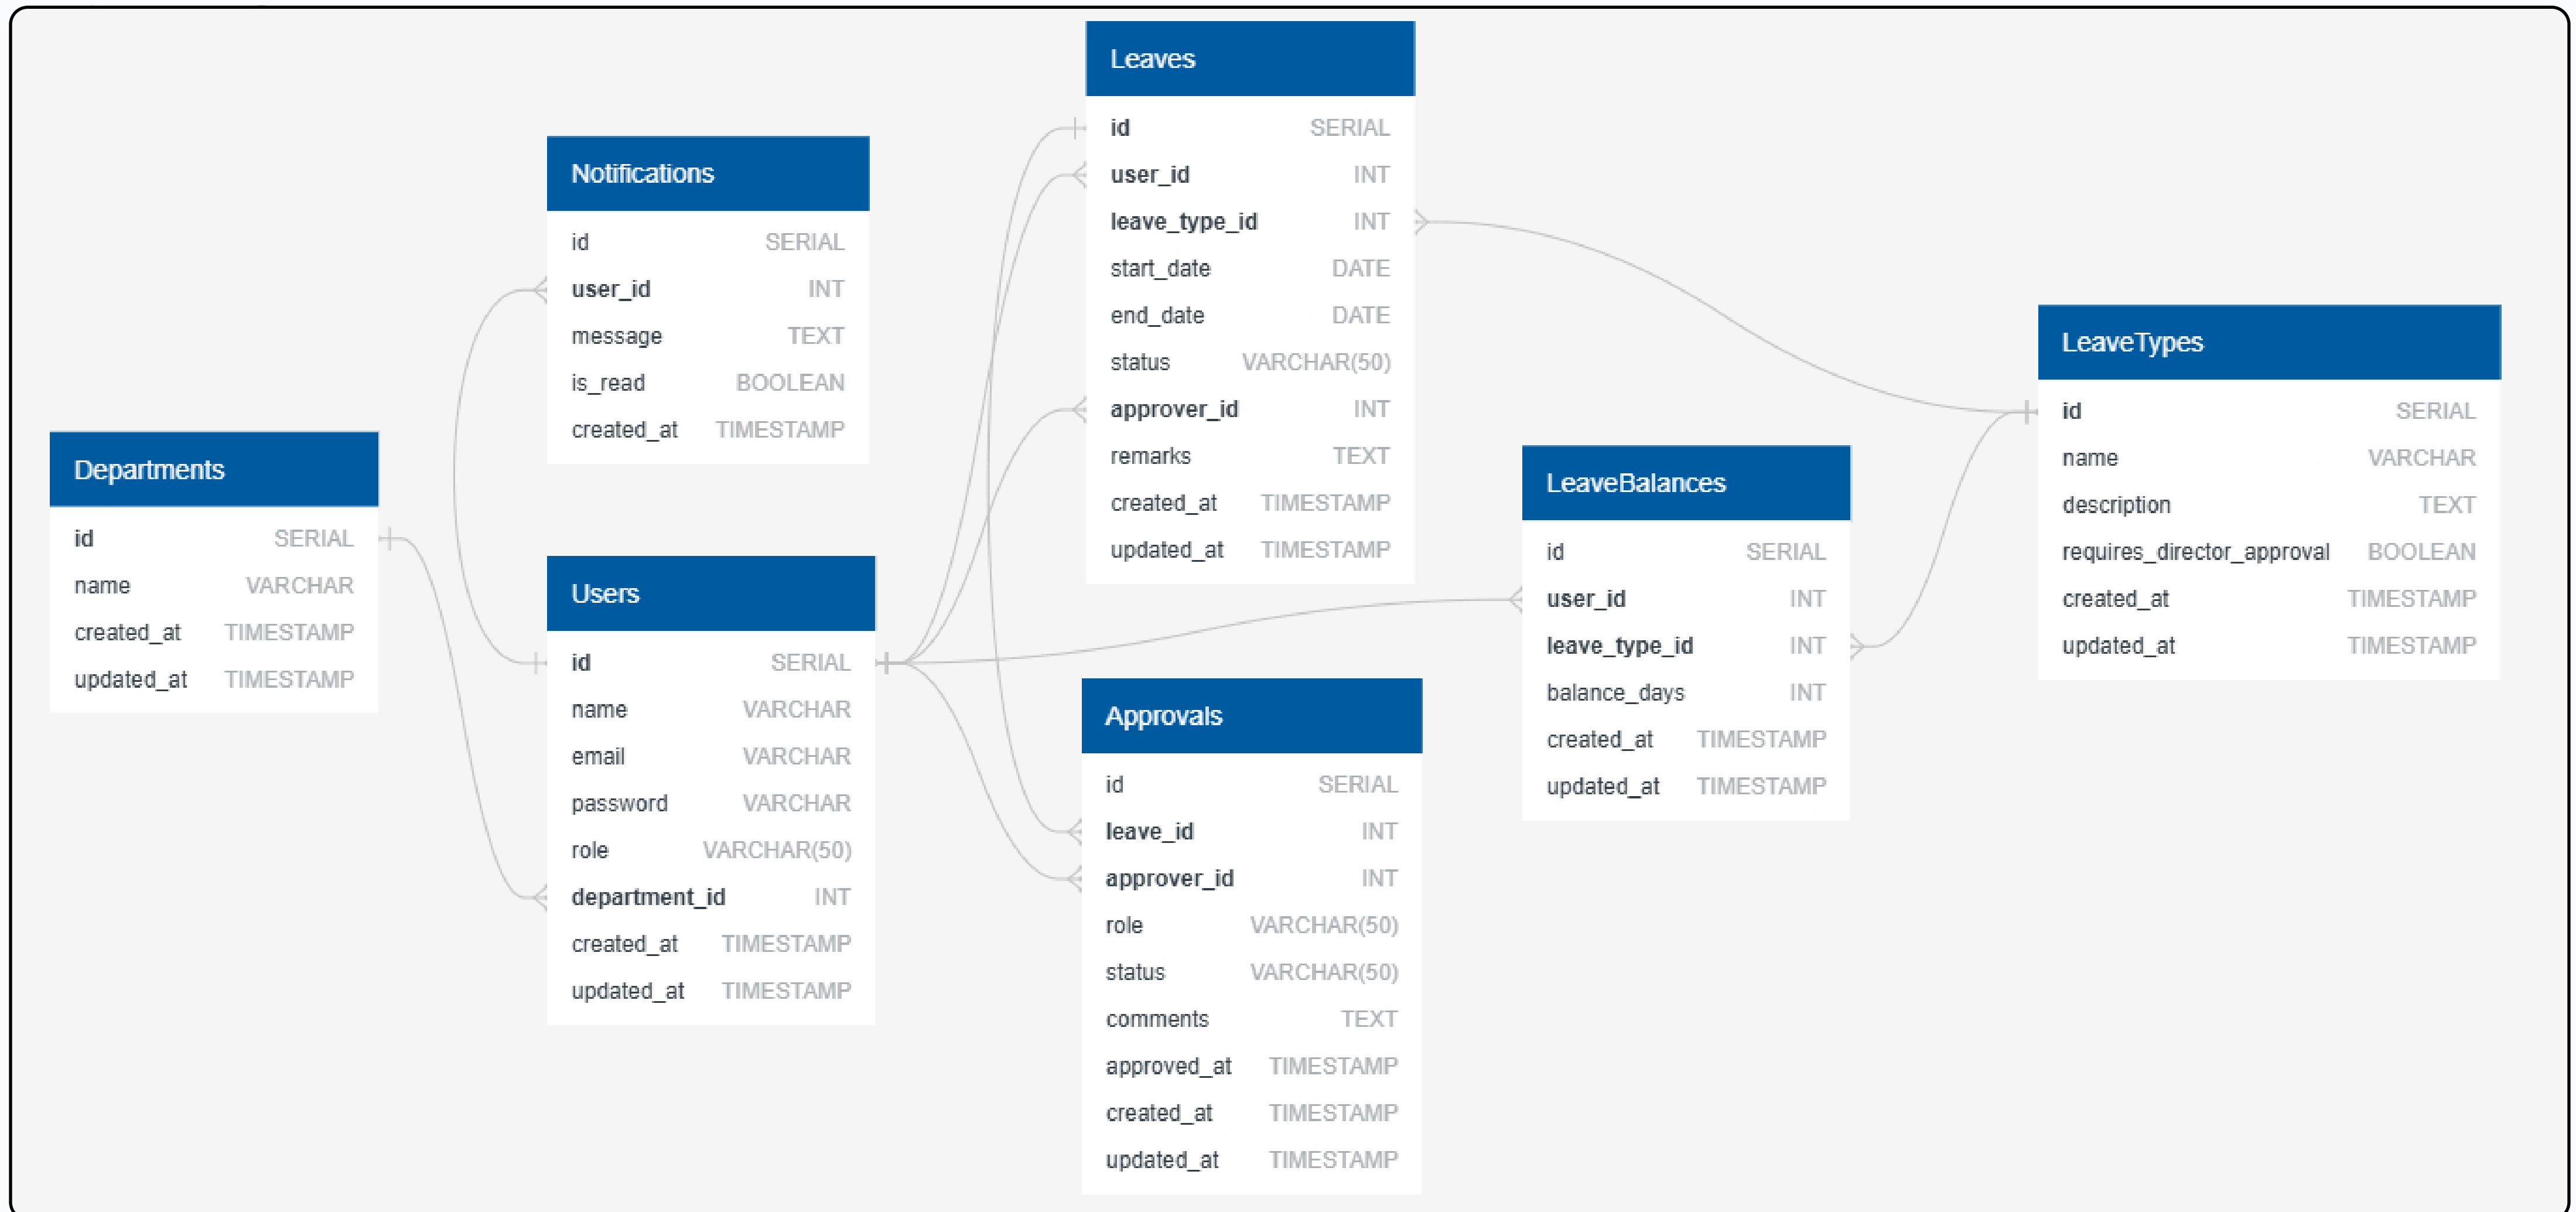 Departments
id SERIAL
name VARCHAR
created_at TIMESTAMP
updated_at TIMESTAMP
Notifications
id SERIAL
user_id INT
message TEXT
is_read BOOLEAN
created_at TIMESTAMP
Users
id SERIAL
name VARCHAR
email VARCHAR
password VARCHAR
role VARCHAR(50)
department_id INT
created_at TIMESTAMP
updated_at TIMESTAMP
Leaves
id SERIAL
user_id INT
leave_type_id INT
start_date DATE
end_date DATE
status VARCHAR(50)
approver_id INT
remarks TEXT
created_at TIMESTAMP
updated_at TIMESTAMP
Approvals
id SERIAL
leave_id INT
approver_id INT
role VARCHAR(50)
status VARCHAR(50)
comments TEXT
approved_at TIMESTAMP
created_at TIMESTAMP
updated_at TIMESTAMP
LeaveBalances
id SERIAL
user_id INT
leave_type_id INT
balance_days INT
created_at TIMESTAMP
updated_at TIMESTAMP
LeaveTypes
id SERIAL
name VARCHAR
description TEXT
requires_director_approval BOOLEAN
created_at TIMESTAMP
updated_at TIMESTAMP